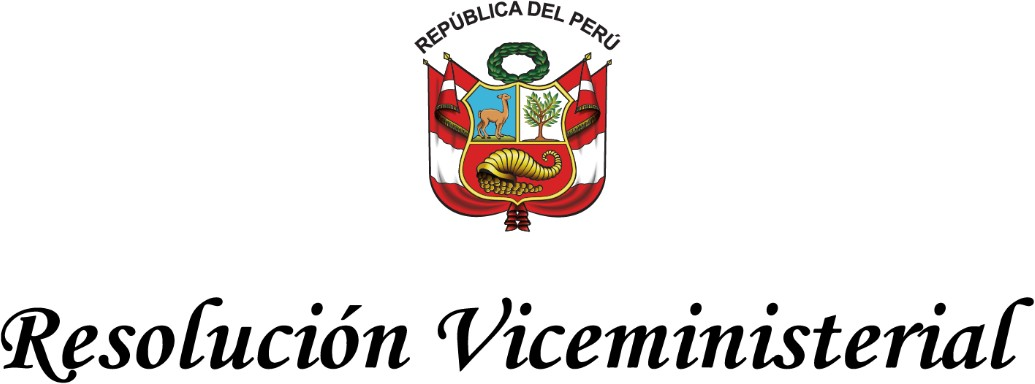 REPÚBLICA DEL PERÚ
Resolución Viceministerial